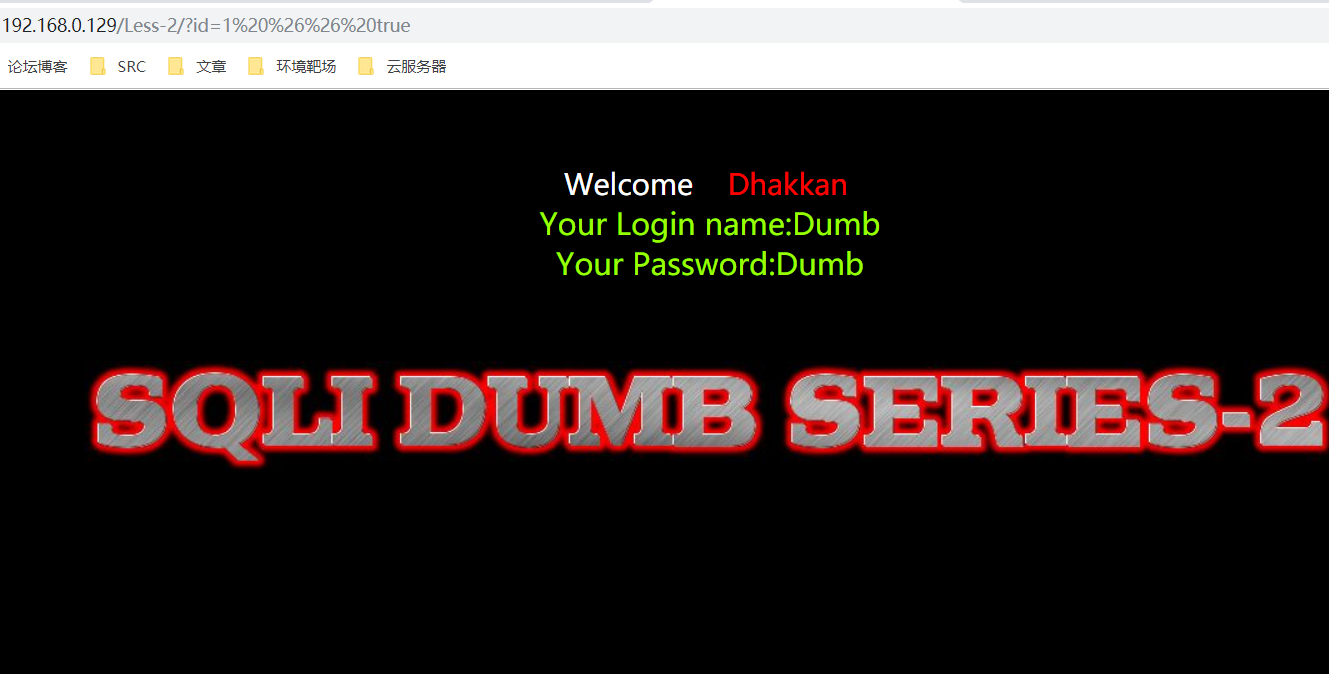 192.168.0.129/Less-2/?id=1%20%26%26%20true
论坛博客 SRC 文章 环境靶场 云服务器
Welcome Dhakkan
Your Login name:Dumb
Your Password:Dumb
SQLI DUMB SERIES-2